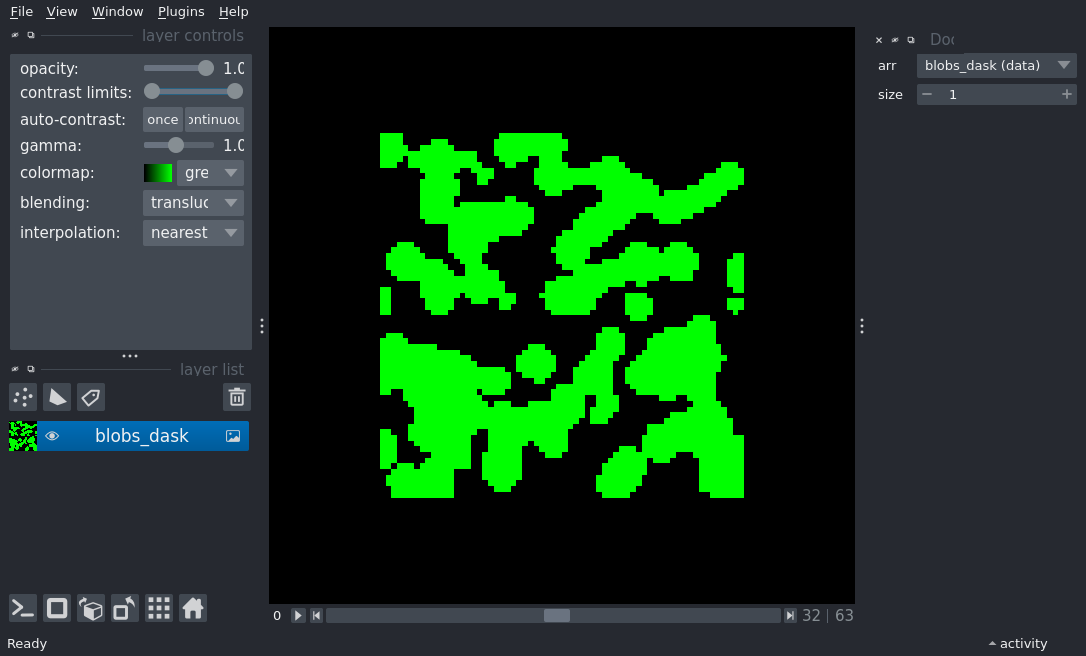 File View Window Plugins Help
layer controls
opacity: 1.0
contrast limits:
auto-contrast: once ontinuou
gamma: 1.0
colormap: gre
blending: transluc
interpolation: nearest
layer list
blobs_dask
Doc
arr blobs_dask (data)
size 1
0 32 | 63
Ready
activity